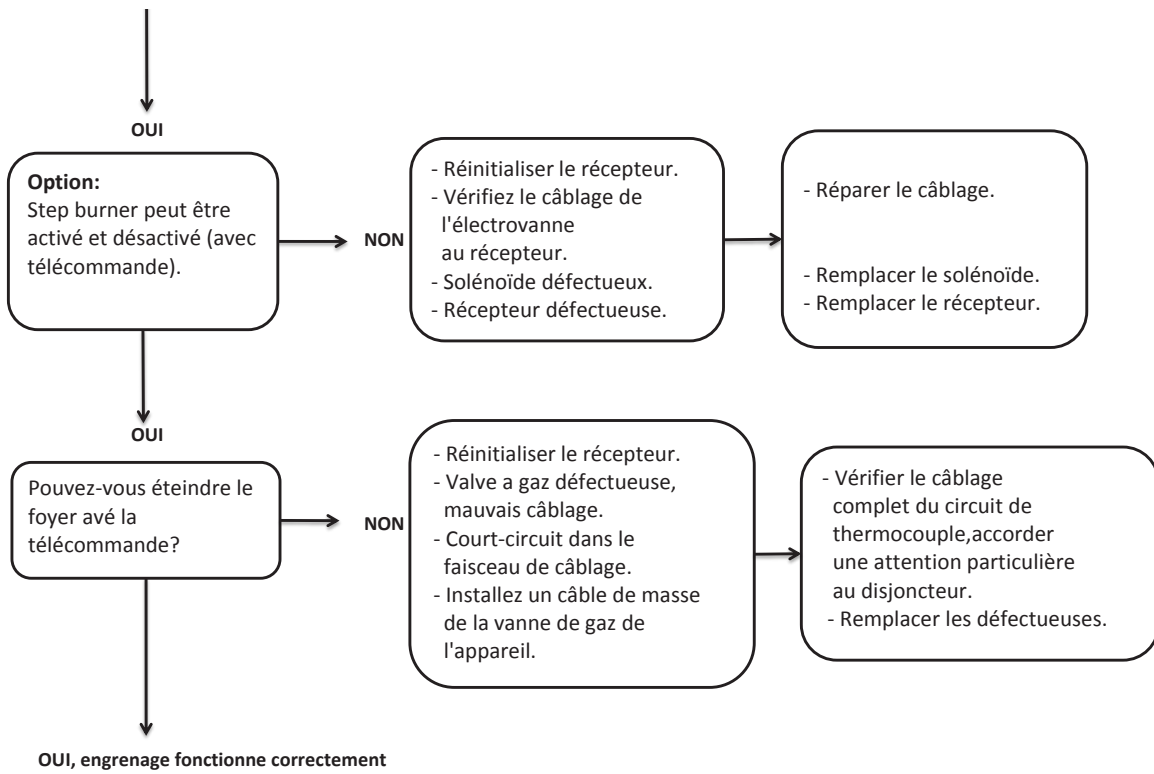 OUI
Option:
Step burner peut être
activé et désactivé (avec
télécommande).
NON
- Réinitialiser le récepteur.
- Vérifiez le câblage de
l'électrovanne
au récepteur.
- Solénoïde défectueux.
- Récepteur défectueuse.
- Réparer le câblage.
- Remplacer le solénoïde.
- Remplacer le récepteur.
OUI
Pouvez-vous éteindre le
foyer avé la
télécommande?
NON
- Réinitialiser le récepteur.
- Valve a gaz défectueuse,
mauvais câblage.
- Court-circuit dans le
faisceau de câblage.
- Installez un câble de masse
de la vanne de gaz de
l'appareil.
- Vérifier le câblage
complet du circuit de
thermocouple,accorder
une attention particulière
au disjoncteur.
- Remplacer les défectueuses.
OUI, engrenage fonctionne correctement